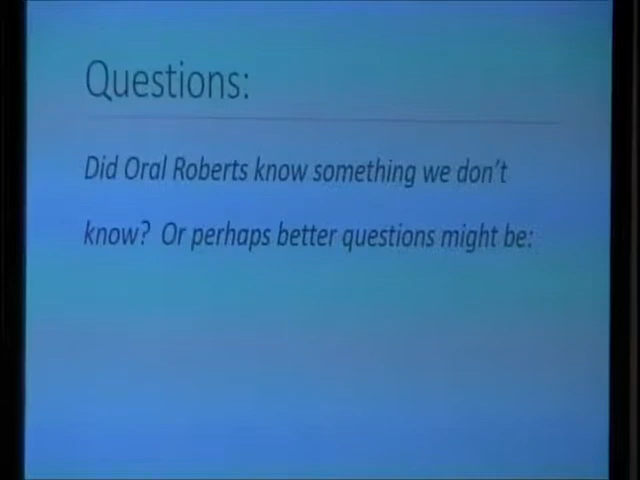 Questions:
Did Oral Roberts know something we don't
know? Or perhaps better questions might be: